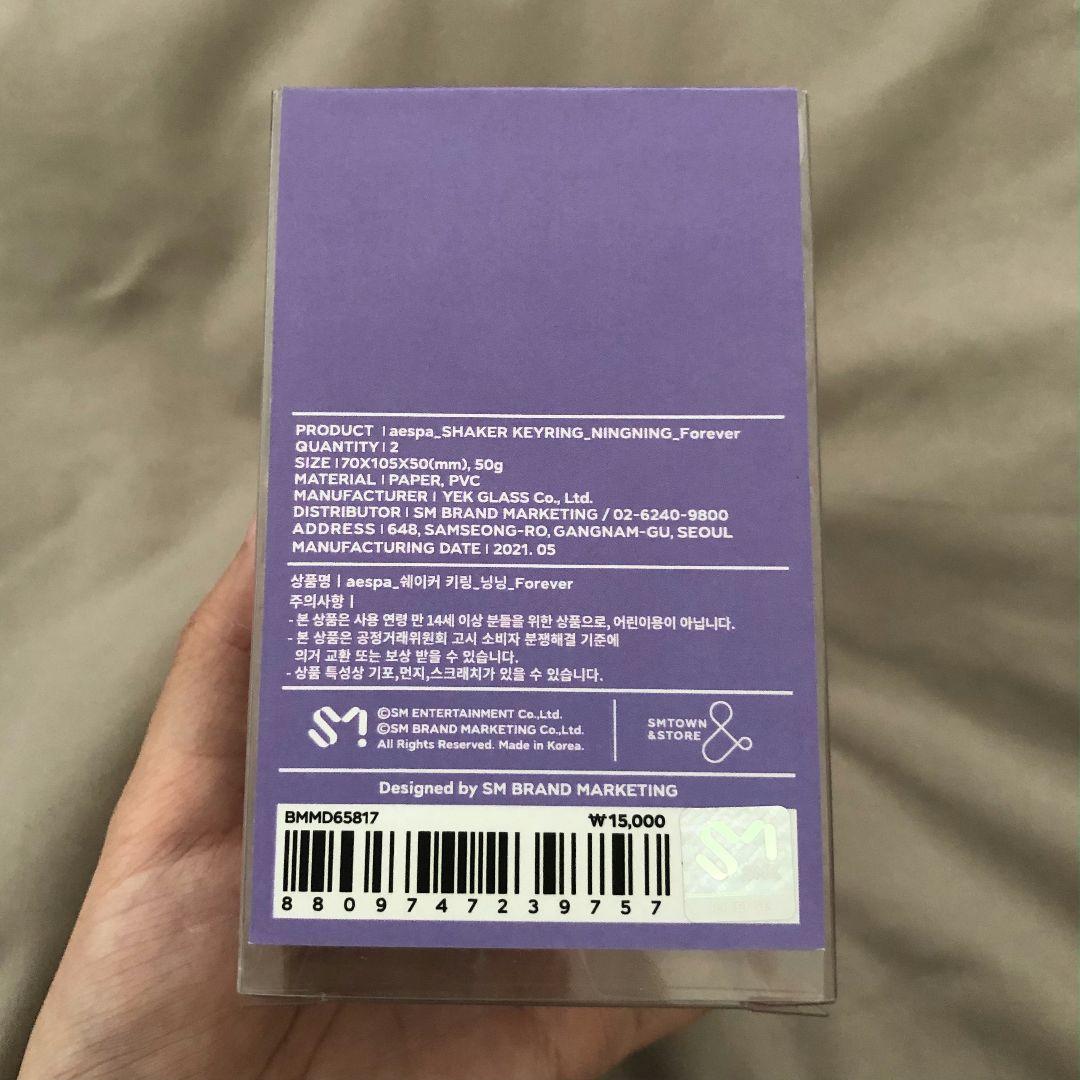 PRODUCT | aespa_SHAKER KEYRING_NINGNING_Forever
QUANTITY | 2
SIZE | 70X105X50(mm), 50g
MATERIAL | PAPER, PVC
MANUFACTURER | YEK GLASS Co., Ltd.
DISTRIBUTOR | SM BRAND MARKETING / 02-6240-9800
ADDRESS | 648, SAMSEONG-RO, GANGNAM-GU, SEOUL
MANUFACTURING DATE | 2021. 05
상품명 | aespa_쉐이커 키링_닝닝_Forever
주의사항 |
- 본 상품은 사용 연령 만 14세 이상 분들을 위한 상품으로, 어린이용이 아닙니다.
- 본 상품은 공정거래위원회 고시 소비자 분쟁해결 기준에
의거 교환 또는 보상 받을 수 있습니다.
- 상품 특성상 기포,먼지,스크래치가 있을 수 있습니다.
SM
©SM ENTERTAINMENT Co.,Ltd.
©SM BRAND MARKETING Co.,Ltd.
All Rights Reserved. Made in Korea.
SMTOWN
&STORE
Designed by SM BRAND MARKETING
BMMD65817 ₩15,000
8809747239757
SM